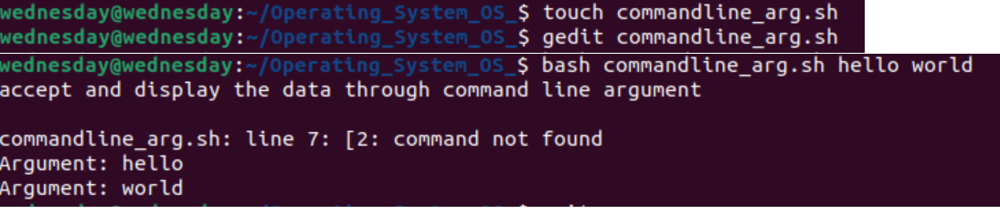 wednesday@wednesday:~/Operating_System_OS_$ touch commandline_arg.sh
wednesday@wednesday:~/Operating_System_OS_$ gedit commandline_arg.sh
wednesday@wednesday:~/Operating_System_OS_$ bash commandline_arg.sh hello world
accept and display the data through command line argument
commandline_arg.sh: line 7: [2: command not found
Argument: hello
Argument: world